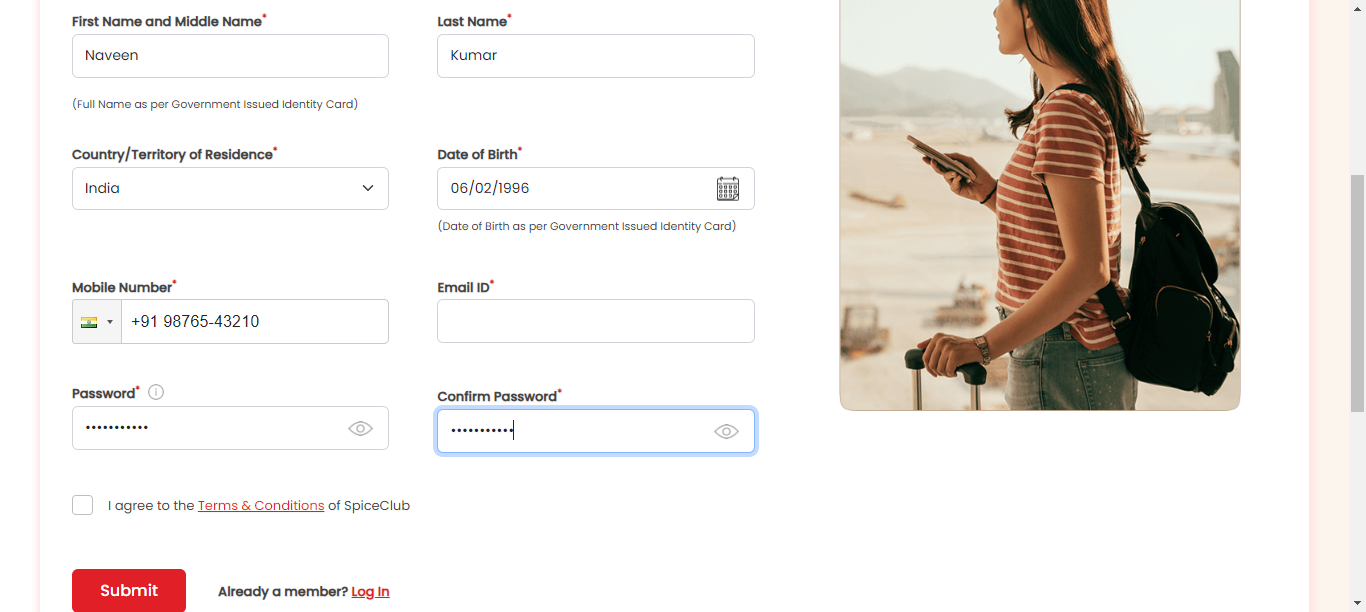 First Name and Middle Name*
Last Name*
Naveen
Kumar
(Full Name as per Government Issued Identity Card)
Country/Territory of Residence*
Date of Birth*
India
06/02/1996
(Date of Birth as per Government Issued Identity Card)
Mobile Number*
Email ID*
+91 98765-43210
Password*
Confirm Password*
•••••••••••
•••••••••••
I agree to the Terms & Conditions of SpiceClub
Submit
Already a member? Log In